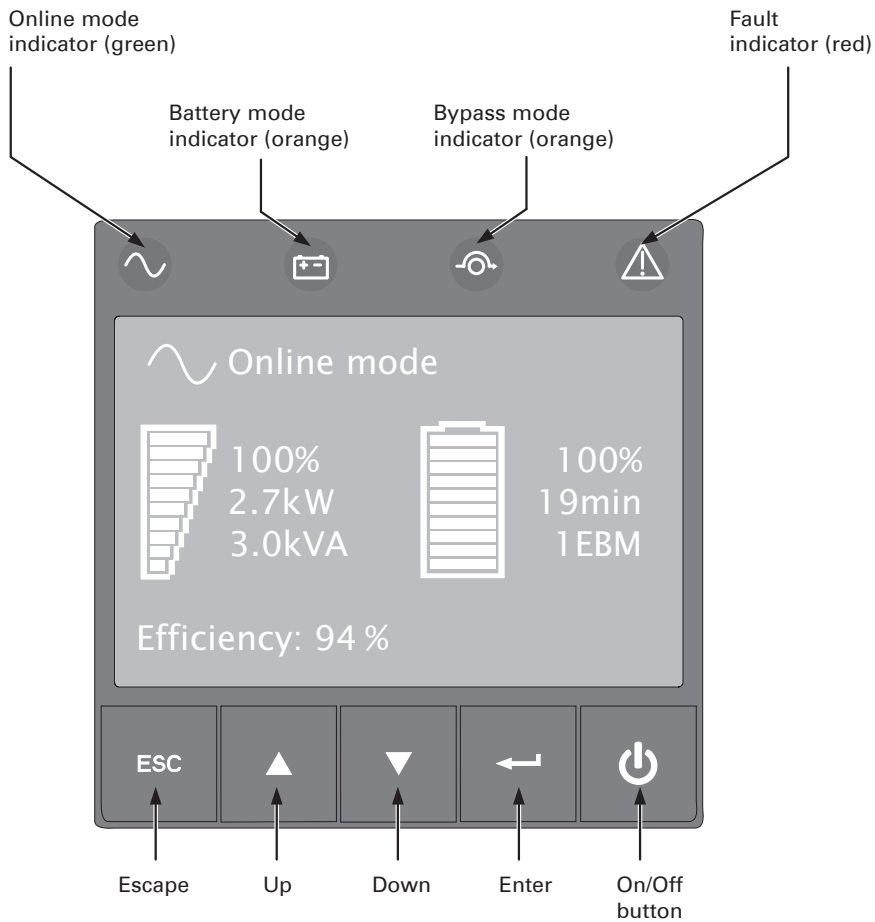 Online mode
indicator (green)
Fault
indicator (red)
Battery mode
indicator (orange)
Bypass mode
indicator (orange)
Online mode
100%
2.7kW
3.0kVA
100%
19min
1EBM
Efficiency: 94 %
ESC
Escape
Up
Down
Enter
On/Off
button